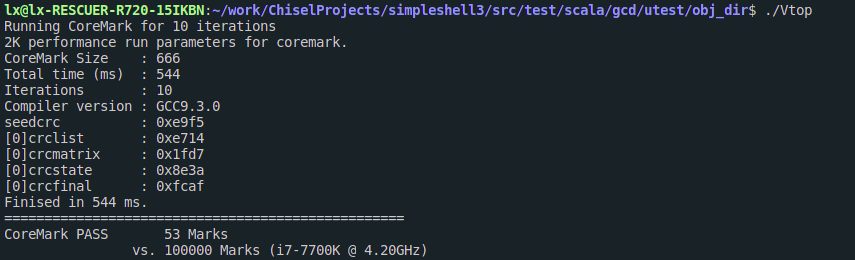 lx@lx-RESCUER-R720-15IKBN:~/work/ChiselProjects/simpleshell3/src/test/scala/gcd/utest/obj_dir$ ./Vtop
Running CoreMark for 10 iterations
2K performance run parameters for coremark.
CoreMark Size    : 666
Total time (ms)  : 544
Iterations       : 10
Compiler version : GCC9.3.0
seedcrc          : 0xe9f5
[0]crclist       : 0xe714
[0]crcmatrix     : 0x1fd7
[0]crcstate      : 0x8e3a
[0]crcfinal      : 0xfcaf
Finised in 544 ms.
==================================================
CoreMark PASS       53 Marks
                vs. 100000 Marks (i7-7700K @ 4.20GHz)